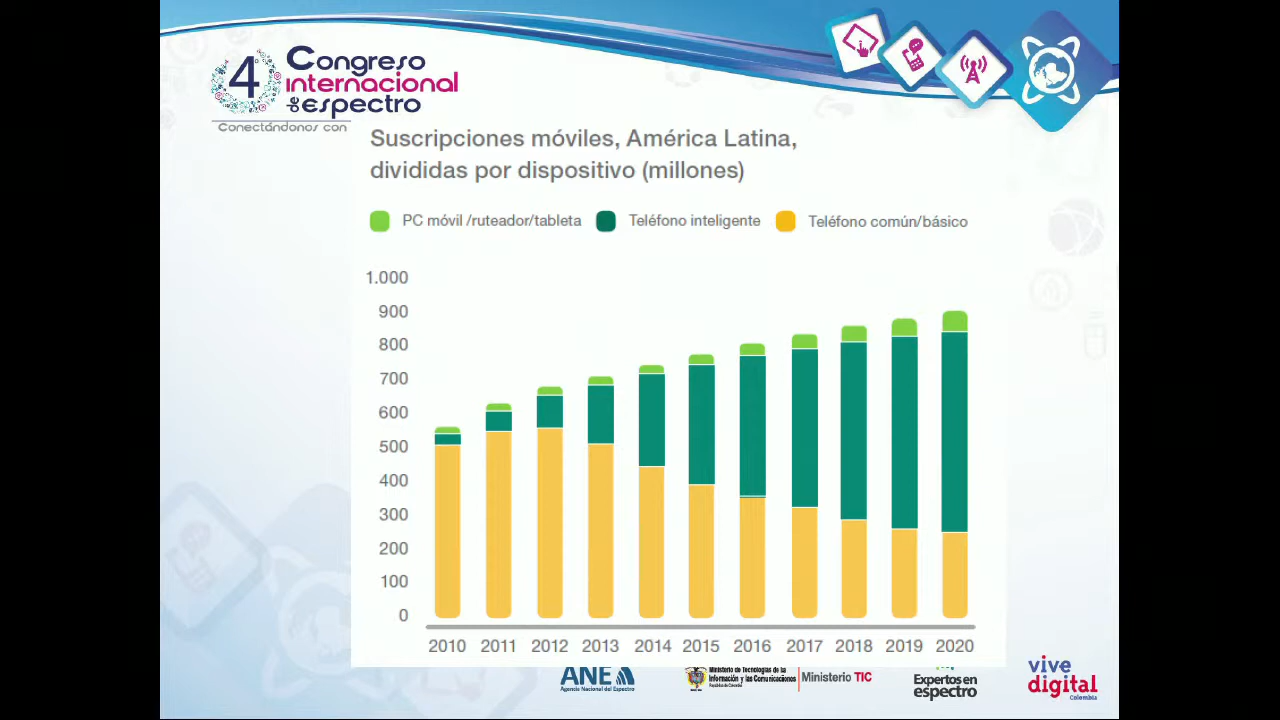 4° Congreso
internacional
de espectro
Conectándonos con
Suscripciones móviles, América Latina,
divididas por dispositivo (millones)
PC móvil /ruteador/tableta Teléfono inteligente Teléfono común/básico
1.000
900
800
700
600
500
400
300
200
100
0
2010 2011 2012 2013 2014 2015 2016 2017 2018 2019 2020
ANE
Agencia Nacional del Espectro
Ministerio de Tecnologías de la
Información y las Comunicaciones
República de Colombia
Ministerio TIC
Expertos en
espectro
vive
digital
Colombia